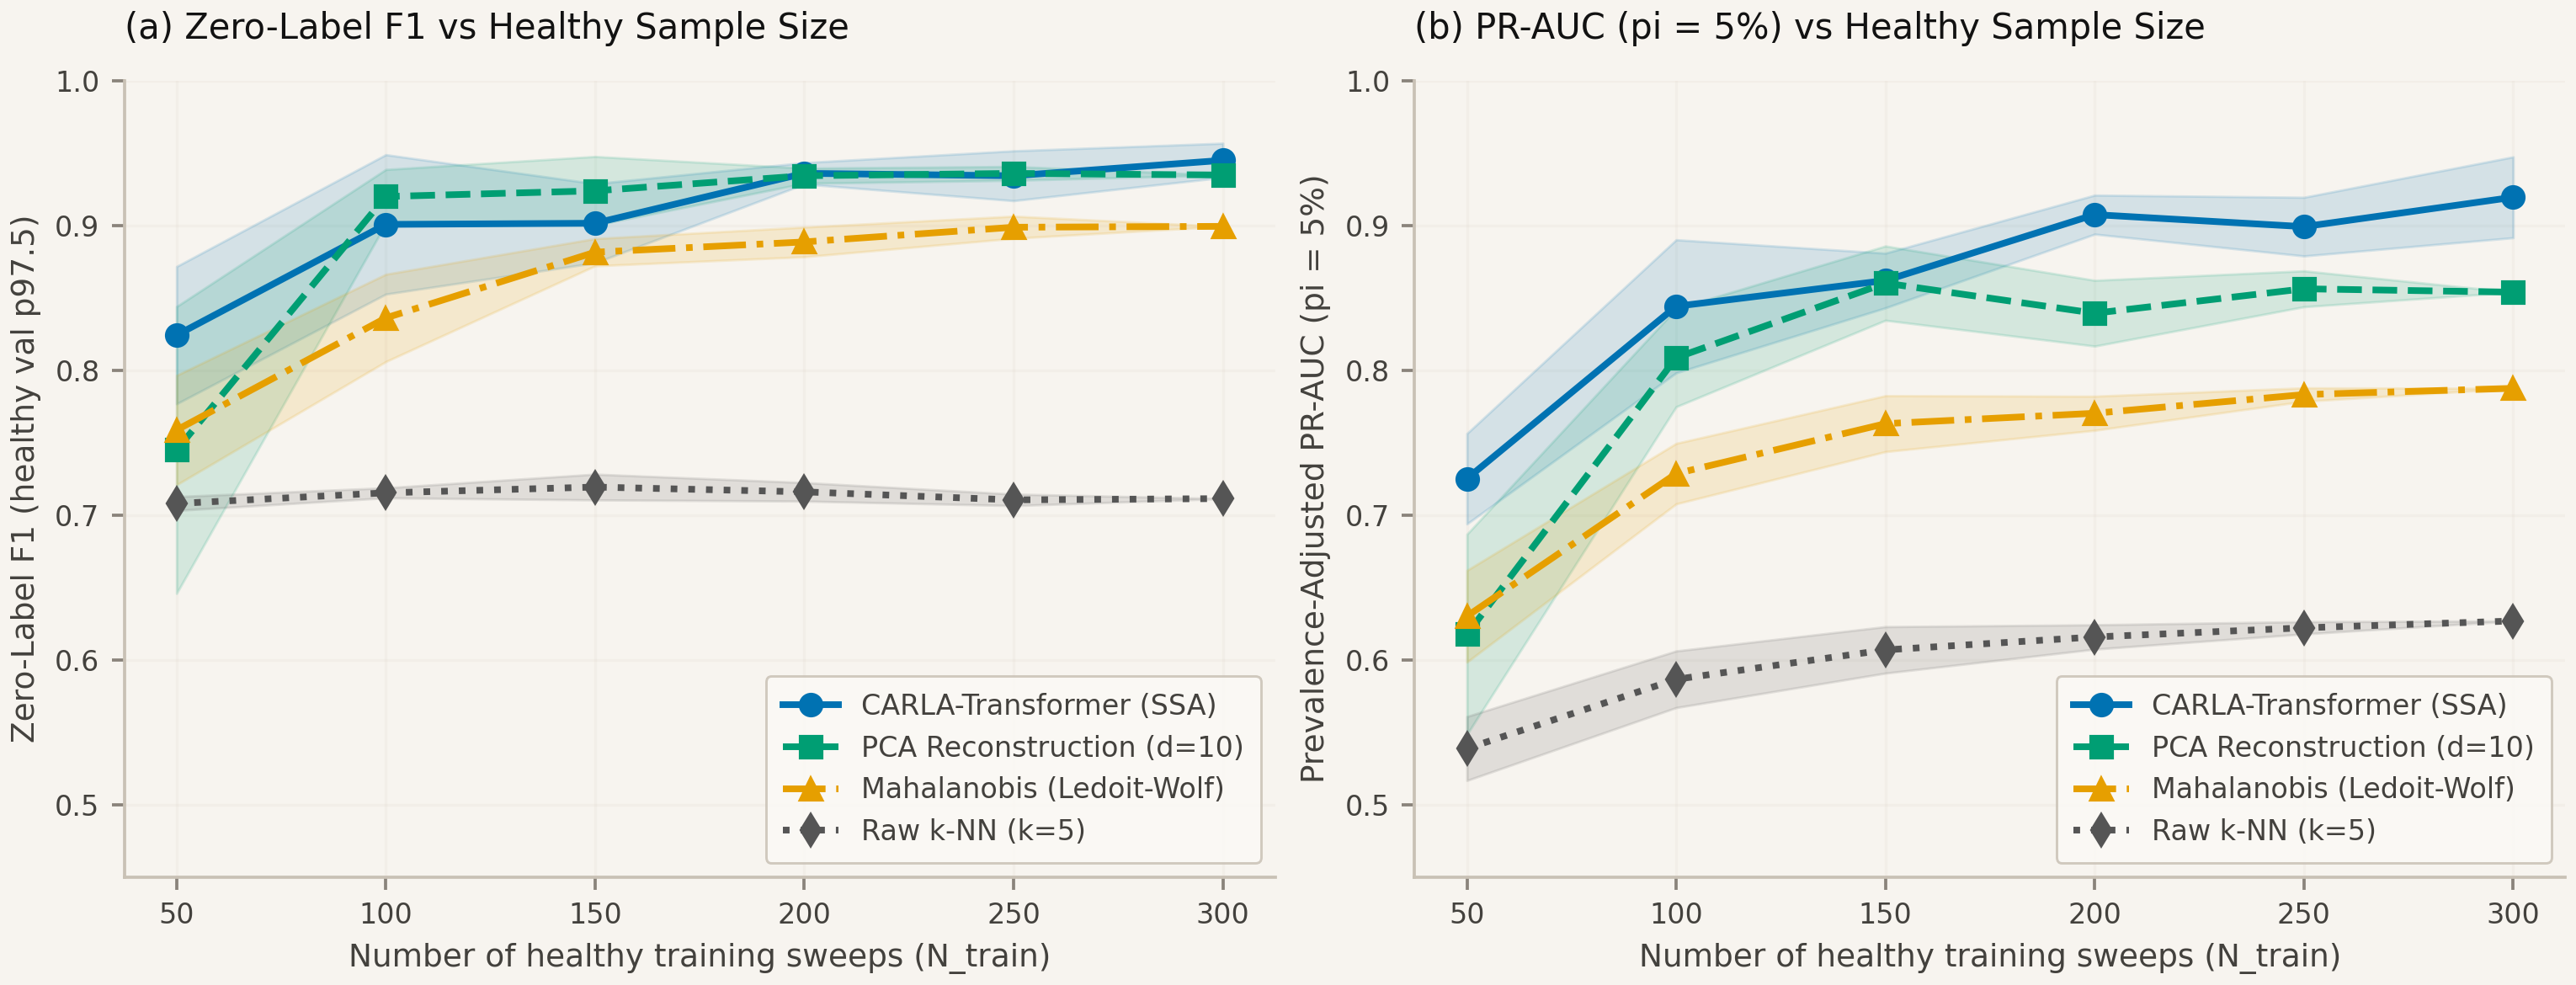 (a) Zero-Label F1 vs Healthy Sample Size
Zero-Label F1 (healthy val p97.5)
1.0
0.9
0.8
0.7
0.6
0.5
50 100 150 200 250 300
Number of healthy training sweeps (N_train)
CARLA-Transformer (SSA)
PCA Reconstruction (d=10)
Mahalanobis (Ledoit-Wolf)
Raw k-NN (k=5)
(b) PR-AUC (pi = 5%) vs Healthy Sample Size
Prevalence-Adjusted PR-AUC (pi = 5%)
1.0
0.9
0.8
0.7
0.6
0.5
50 100 150 200 250 300
Number of healthy training sweeps (N_train)
CARLA-Transformer (SSA)
PCA Reconstruction (d=10)
Mahalanobis (Ledoit-Wolf)
Raw k-NN (k=5)